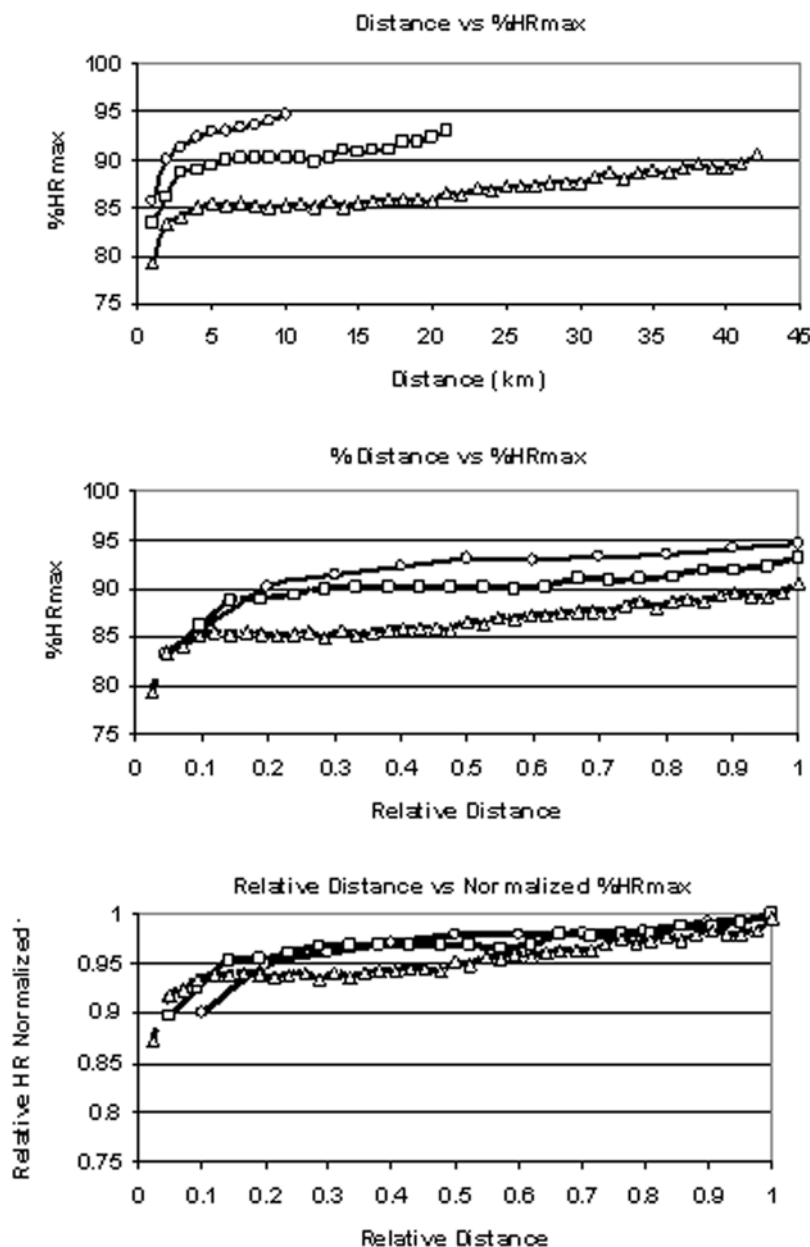 Distance vs %HRmax
100
95
90
85
80
75
%HRmax
0 5 10 15 20 25 30 35 40 45
Distance (km)
% Distance vs %HRmax
100
95
90
85
80
75
%HRmax
0 0.1 0.2 0.3 0.4 0.5 0.6 0.7 0.8 0.9 1
Relative Distance
Relative Distance vs Normalized %HRmax
1
0.95
0.9
0.85
0.8
0.75
Relative HR Normalized
0 0.1 0.2 0.3 0.4 0.5 0.6 0.7 0.8 0.9 1
Relative Distance